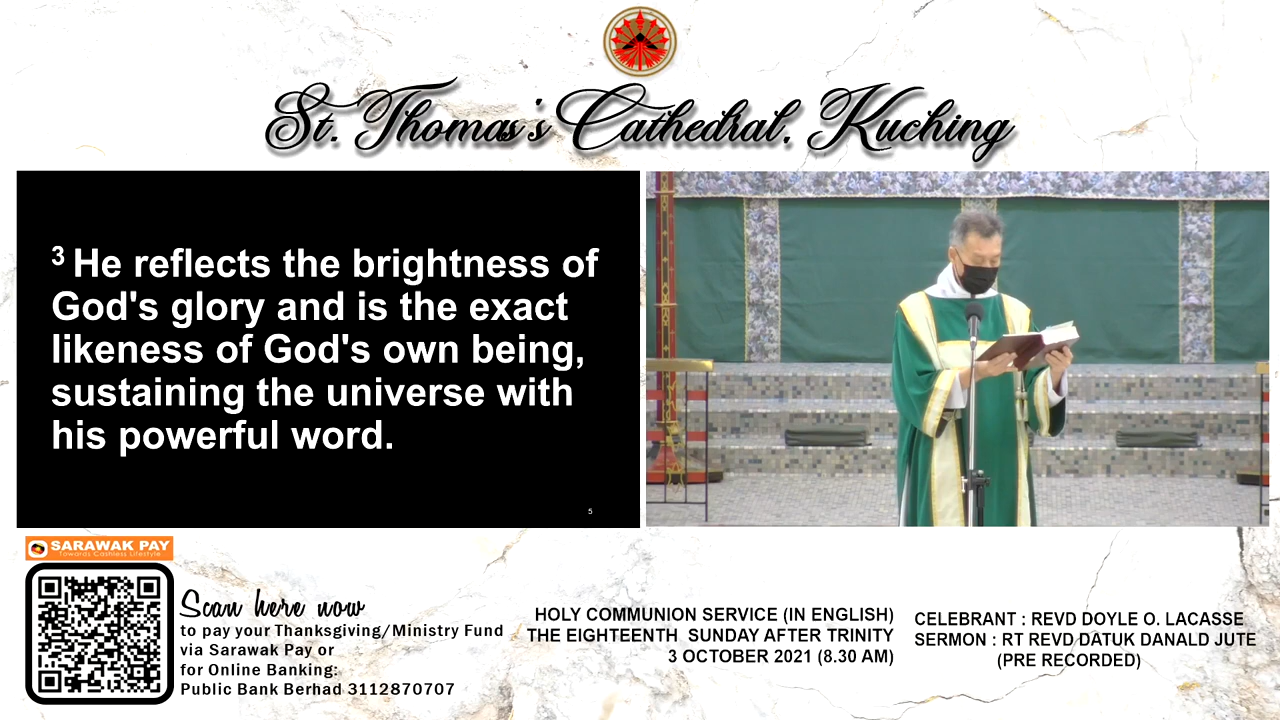 St. Thomas's Cathedral, Kuching
3 He reflects the brightness of
God's glory and is the exact
likeness of God's own being,
sustaining the universe with
his powerful word.
5
SARAWAK PAY
Towards Cashless Lifestyle
Scan here now
to pay your Thanksgiving/Ministry Fund
via Sarawak Pay or
for Online Banking:
Public Bank Berhad 3112870707
HOLY COMMUNION SERVICE (IN ENGLISH)
THE EIGHTEENTH SUNDAY AFTER TRINITY
3 OCTOBER 2021 (8.30 AM)
CELEBRANT : REVD DOYLE O. LACASSE
SERMON : RT REVD DATUK DANALD JUTE
(PRE RECORDED)